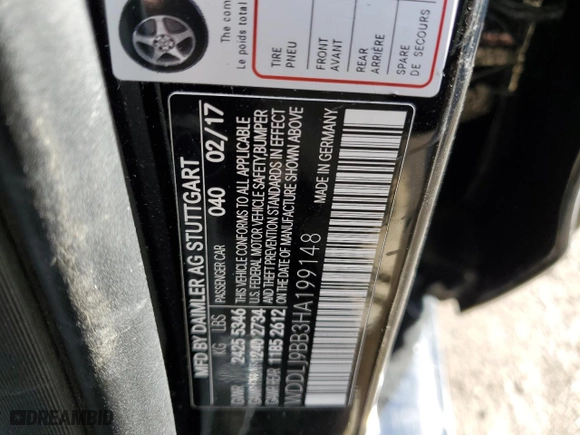 The com
Le poids total
TIRE
PNEU
FRONT
AVANT
REAR
ARRIÈRE
SPARE
DE SECOURS
MFD BY DAIMLER AG STUTTGART
040 02/17
PASSENGER CAR
KG LBS
2425 5346
1240 2734
1185 2612
THIS VEHICLE CONFORMS TO ALL APPLICABLE
U.S. FEDERAL MOTOR VEHICLE SAFETY, BUMPER
AND THEFT PREVENTION STANDARDS IN EFFECT
ON THE DATE OF MANUFACTURE SHOWN ABOVE
MADE IN GERMANY
WDDLJ9BB3HA199148
DREAMBID